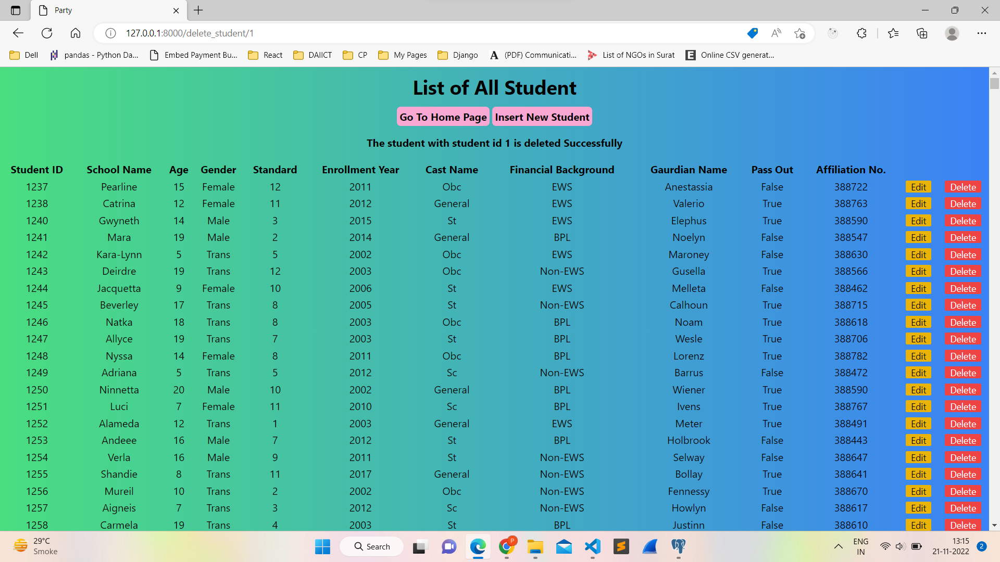 Party
127.0.0.1:8000/delete_student/1
Dell pandas - Python Da... Embed Payment Bu... React DAIICT CP My Pages Django (PDF) Communicati... List of NGOs in Surat Online CSV generat...
List of All Student
Go To Home Page Insert New Student
The student with student id 1 is deleted Successfully
Student ID School Name Age Gender Standard Enrollment Year Cast Name Financial Background Gaurdian Name Pass Out Affiliation No.
1237 Pearline 15 Female 12 2011 Obc EWS Anestassia False 388722 Edit Delete
1238 Catrina 12 Female 11 2012 General EWS Valerio True 388763 Edit Delete
1240 Gwyneth 14 Male 3 2015 St EWS Elephus True 388590 Edit Delete
1241 Mara 19 Male 2 2014 General BPL Noelyn False 388547 Edit Delete
1242 Kara-Lynn 5 Trans 5 2002 Obc EWS Maroney False 388630 Edit Delete
1243 Deirdre 19 Trans 12 2003 Obc Non-EWS Gusella True 388566 Edit Delete
1244 Jacquetta 9 Female 10 2006 St EWS Melleta False 388462 Edit Delete
1245 Beverley 17 Trans 8 2005 St Non-EWS Calhoun True 388715 Edit Delete
1246 Natka 18 Trans 8 2003 Obc BPL Noam True 388618 Edit Delete
1247 Allyce 19 Trans 7 2003 St BPL Wesle True 388706 Edit Delete
1248 Nyssa 14 Female 8 2011 Obc BPL Lorenz True 388782 Edit Delete
1249 Adriana 5 Trans 5 2012 Sc Non-EWS Barrus False 388472 Edit Delete
1250 Ninnetta 20 Male 10 2002 General BPL Wiener True 388590 Edit Delete
1251 Luci 7 Female 11 2010 Sc BPL Ivens True 388767 Edit Delete
1252 Alameda 12 Trans 1 2003 General EWS Meter True 388491 Edit Delete
1253 Andeee 16 Male 7 2012 St BPL Holbrook False 388443 Edit Delete
1254 Verla 16 Male 9 2011 St Non-EWS Selway False 388647 Edit Delete
1255 Shandie 8 Trans 11 2017 General Non-EWS Bollay True 388641 Edit Delete
1256 Mureil 10 Trans 2 2002 Obc Non-EWS Fennessy True 388670 Edit Delete
1257 Aigneis 7 Trans 3 2012 Sc Non-EWS Howlyn False 388617 Edit Delete
1258 Carmela 19 Trans 4 2003 St BPL Justinn False 388610 Edit Delete
29°C
Smoke
Search
P
ENG
IN
13:15
21-11-2022
2